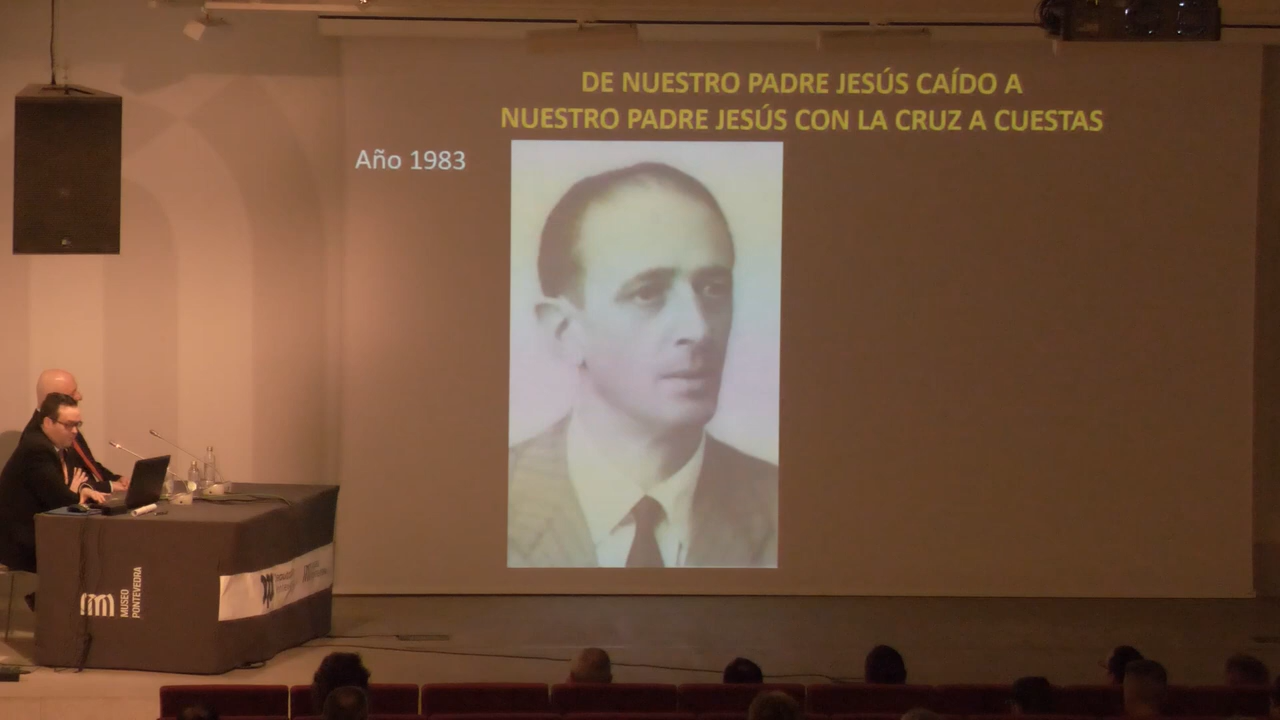 DE NUESTRO PADRE JESÚS CAÍDO A
NUESTRO PADRE JESÚS CON LA CRUZ A CUESTAS
Año 1983
MUSEO
PONTEVEDRA